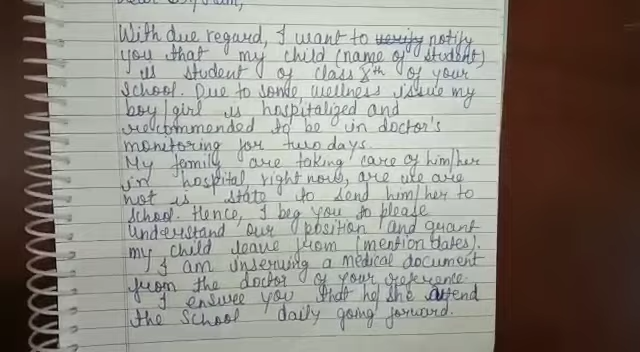 With due regard, I want to verify notify
you that my child (name of student)
is student of class 8th of your
school. Due to some wellness issue my
boy/girl is hospitalized and
recommended to be in doctor's
monitoring for two days.
My family are taking care of him/her
in hospital right now, are we are
not is state to send him/her to
school. Hence, I beg you to please
understand our position and grant
my child leave from (mention dates).
I am inserving a medical document
from the doctor of your reference
I ensure you that he/she attend
the school daily going forward.